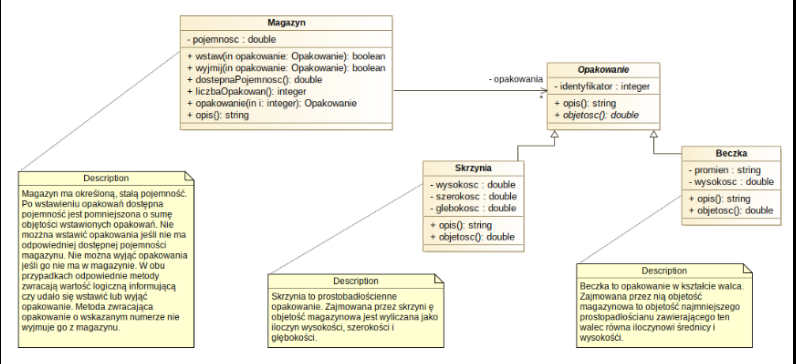 Magazyn
- pojemnosc : double
+ wstaw(in opakowanie: Opakowanie): boolean
+ wyjmij(in opakowanie: Opakowanie): boolean
+ dostepnaPojemnosc(): double
+ liczbaOpakowan(): integer
+ opakowanie(in i: integer): Opakowanie
+ opis(): string
- opakowania
*
Opakowanie
- identyfikator : integer
+ opis(): string
+ objetosc(): double
Skrzynia
- wysokosc : double
- szerokosc : double
- glebokosc : double
+ opis(): string
+ objetosc(): double
Beczka
- promien : string
- wysokosc : double
+ opis(): string
+ objetosc(): double
Description
Magazyn ma określoną, stałą pojemność.
Po wstawieniu opakowań dostępna
pojemność jest pomniejszona o sumę
objętości wstawionych opakowań. Nie
mozżna wstawić opakowania jeśli nie ma
odpowiedniej dostępnej pojemności
magazynu. Nie można wyjąć opakowania
jeśli go nie ma w magazynie. W obu
przypadkach odpowiednie metody
zwracają wartość logiczną informującą
czy udało się wstawić lub wyjąć
opakowanie. Metoda zwracająca
opakowanie o wskazanym numerze nie
wyjmuje go z magazynu.
Description
Skrzynia to prostobadłościenne
opakowanie. Zajmowana przez skrzyni ę
objętość magazynowa jest wyliczana jako
iloczyn wysokości, szerokości i
głębokości.
Description
Beczka to opakowanie w kształcie walca.
Zajmowana przez nią objetość
magazynowa to objetość najmniejszego
prostopadłościanu zawierającego ten
walec równa iloczynowi średnicy i
wysokości.